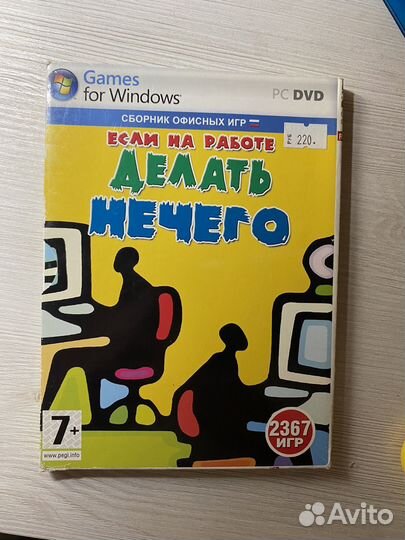 Games
for Windows
PC DVD
СБОРНИК ОФИСНЫХ ИГР
РУБ 220.
ЕСЛИ НА РАБОТЕ
ДЕЛАТЬ
НЕЧЕГО
7+
www.pegi.info
2367
ИГР
Avito